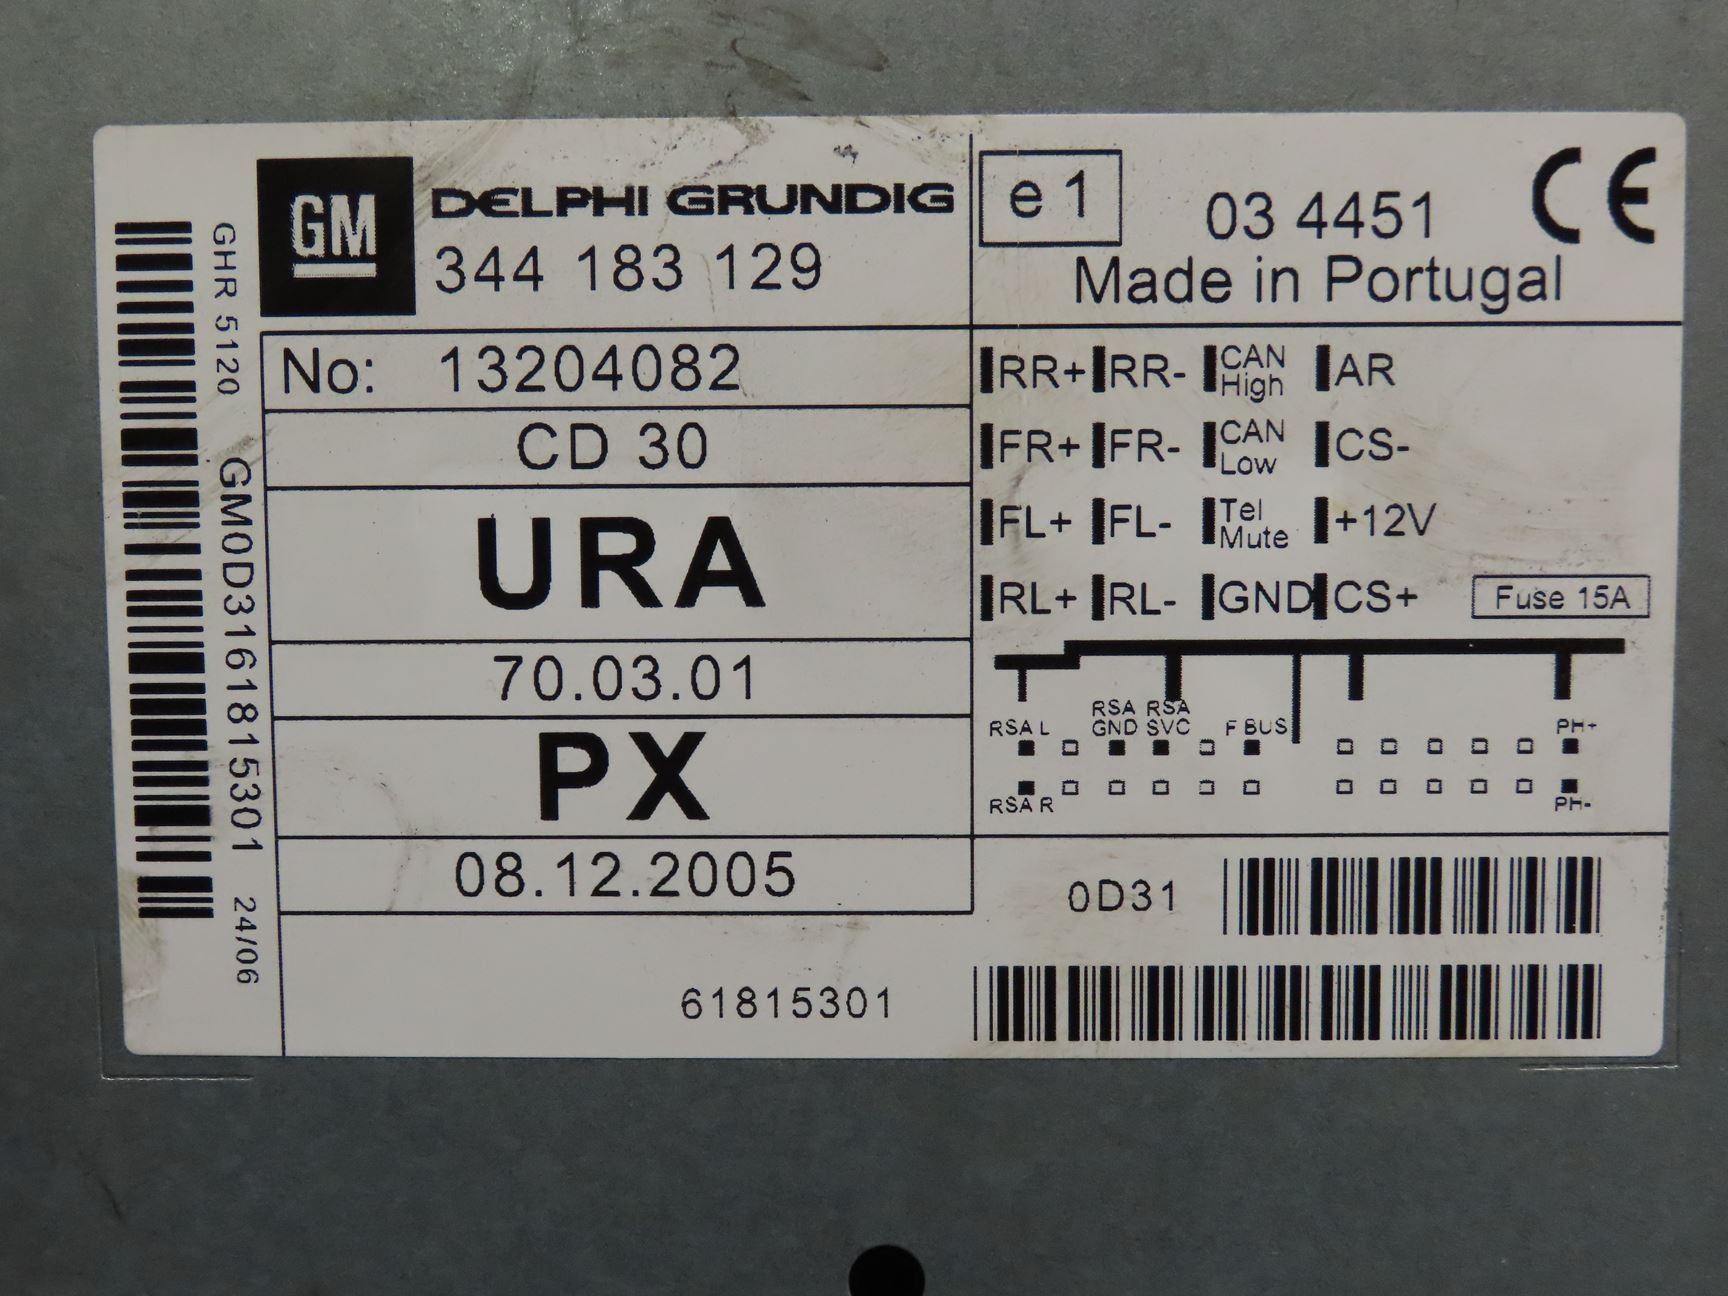 GHR 5120 GM0D3161815301 24/06
GM
DELPHI GRUNDIG
344 183 129
e 1 03 4451 CE
Made in Portugal
No: 13204082
CD 30
URA
70.03.01
PX
08.12.2005
RR+ RR- CAN High AR
FR+ FR- CAN Low CS-
FL+ FL- Tel Mute +12V
RL+ RL- GND CS+ Fuse 15A
RSA L RSA GND RSA SVC F BUS PH+
RSA R PH-
0D31
61815301